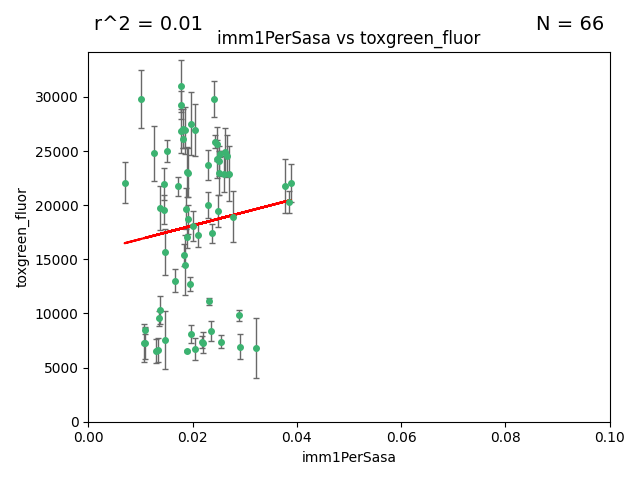 r^2 = 0.01
N = 66
imm1PerSasa vs toxgreen_fluor
30000
25000
20000
15000
10000
5000
0
toxgreen_fluor
0.00
0.02
0.04
0.06
0.08
0.10
imm1PerSasa